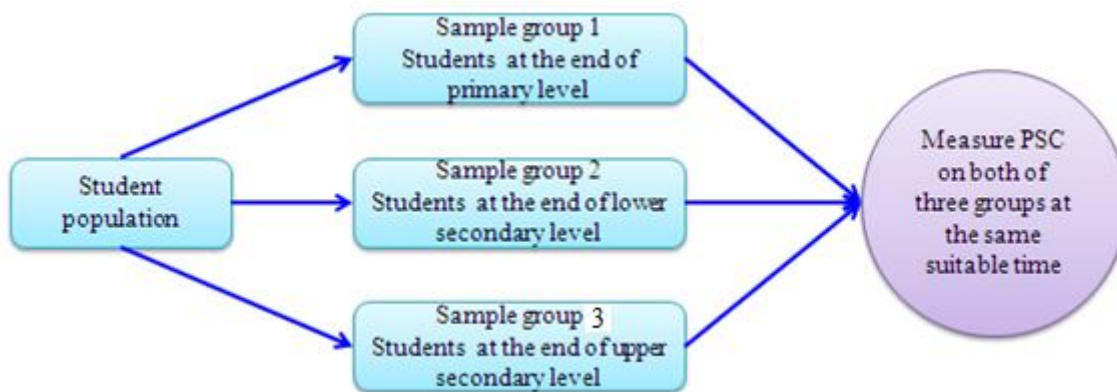 Sample group 1
Students at the end of
primary level
Student
population
Sample group 2
Students at the end of lower
secondary level
Sample group 3
Students at the end of upper
secondary level
Measure PSC
on both of
three groups at
the same
suitable time